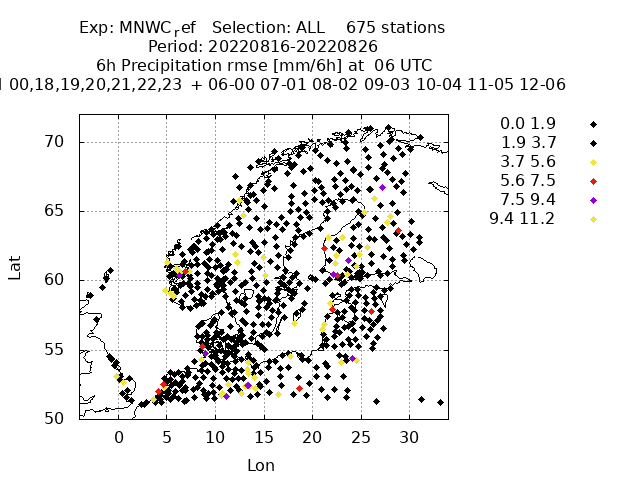 Exp: MNWCref   Selection: ALL    675 stations
Period: 20220816-20220826
6h Precipitation rmse [mm/6h] at  06 UTC
00,18,19,20,21,22,23  + 06-00 07-01 08-02 09-03 10-04 11-05 12-06
0.0 1.9
1.9 3.7
3.7 5.6
5.6 7.5
7.5 9.4
9.4 11.2
70
65
60
55
50
Lat
0 5 10 15 20 25 30
Lon